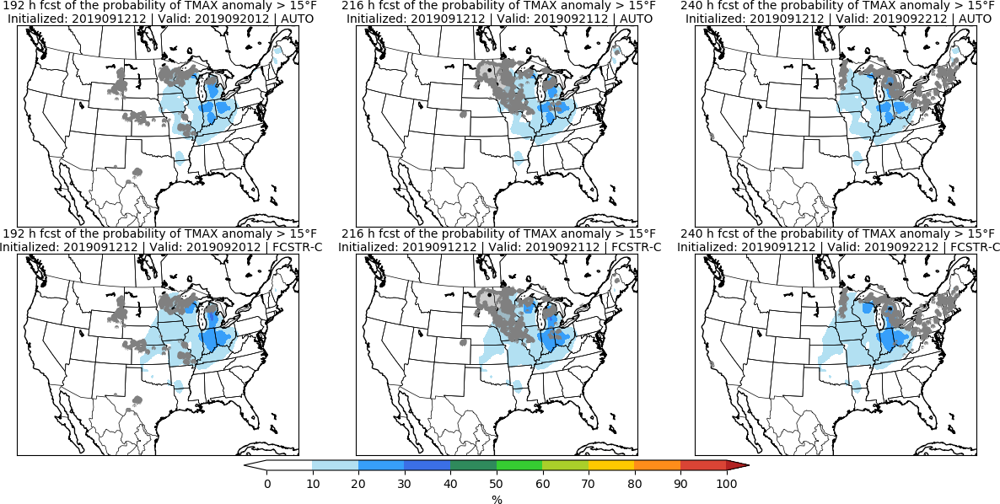 192 h fcst of the probability of TMAX anomaly > 15°F
Initialized: 2019091212 | Valid: 2019092012 | AUTO
216 h fcst of the probability of TMAX anomaly > 15°F
Initialized: 2019091212 | Valid: 2019092112 | AUTO
240 h fcst of the probability of TMAX anomaly > 15°F
Initialized: 2019091212 | Valid: 2019092212 | AUTO
192 h fcst of the probability of TMAX anomaly > 15°F
Initialized: 2019091212 | Valid: 2019092012 | FCSTR-C
216 h fcst of the probability of TMAX anomaly > 15°F
Initialized: 2019091212 | Valid: 2019092112 | FCSTR-C
240 h fcst of the probability of TMAX anomaly > 15°F
Initialized: 2019091212 | Valid: 2019092212 | FCSTR-C
0 10 20 30 40 50 60 70 80 90 100
%